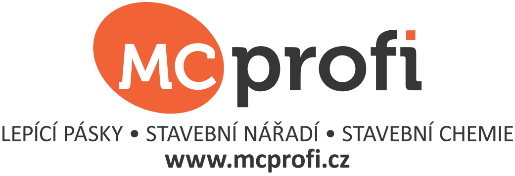 MCprofi
LEPÍCÍ PÁSKY • STAVEBNÍ NÁŘADÍ • STAVEBNÍ CHEMIE
www.mcprofi.cz